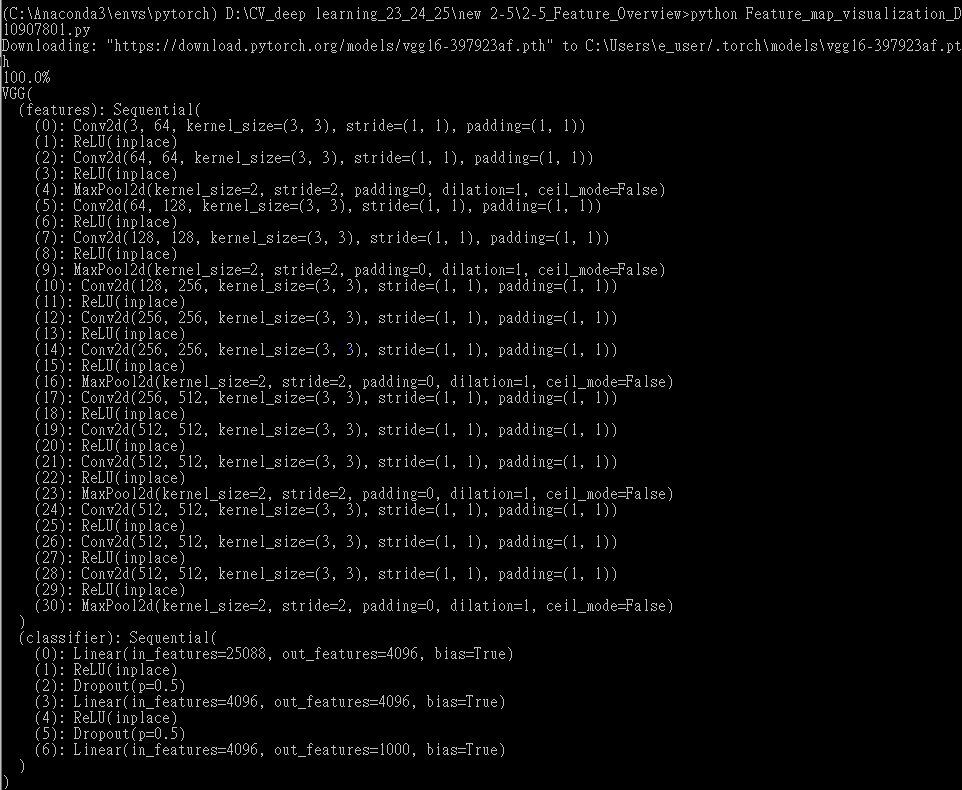 (C:\Anaconda3\envs\pytorch) D:\CV_deep learning_23_24_25\new 2-5\2-5_Feature_Overview>python Feature_map_visualization_D
10907801.py
Downloading: "https://download.pytorch.org/models/vgg16-397923af.pth" to C:\Users\e_user/.torch\models\vgg16-397923af.pt
h
100.0%
VGG(
  (features): Sequential(
    (0): Conv2d(3, 64, kernel_size=(3, 3), stride=(1, 1), padding=(1, 1))
    (1): ReLU(inplace)
    (2): Conv2d(64, 64, kernel_size=(3, 3), stride=(1, 1), padding=(1, 1))
    (3): ReLU(inplace)
    (4): MaxPool2d(kernel_size=2, stride=2, padding=0, dilation=1, ceil_mode=False)
    (5): Conv2d(64, 128, kernel_size=(3, 3), stride=(1, 1), padding=(1, 1))
    (6): ReLU(inplace)
    (7): Conv2d(128, 128, kernel_size=(3, 3), stride=(1, 1), padding=(1, 1))
    (8): ReLU(inplace)
    (9): MaxPool2d(kernel_size=2, stride=2, padding=0, dilation=1, ceil_mode=False)
    (10): Conv2d(128, 256, kernel_size=(3, 3), stride=(1, 1), padding=(1, 1))
    (11): ReLU(inplace)
    (12): Conv2d(256, 256, kernel_size=(3, 3), stride=(1, 1), padding=(1, 1))
    (13): ReLU(inplace)
    (14): Conv2d(256, 256, kernel_size=(3, 3), stride=(1, 1), padding=(1, 1))
    (15): ReLU(inplace)
    (16): MaxPool2d(kernel_size=2, stride=2, padding=0, dilation=1, ceil_mode=False)
    (17): Conv2d(256, 512, kernel_size=(3, 3), stride=(1, 1), padding=(1, 1))
    (18): ReLU(inplace)
    (19): Conv2d(512, 512, kernel_size=(3, 3), stride=(1, 1), padding=(1, 1))
    (20): ReLU(inplace)
    (21): Conv2d(512, 512, kernel_size=(3, 3), stride=(1, 1), padding=(1, 1))
    (22): ReLU(inplace)
    (23): MaxPool2d(kernel_size=2, stride=2, padding=0, dilation=1, ceil_mode=False)
    (24): Conv2d(512, 512, kernel_size=(3, 3), stride=(1, 1), padding=(1, 1))
    (25): ReLU(inplace)
    (26): Conv2d(512, 512, kernel_size=(3, 3), stride=(1, 1), padding=(1, 1))
    (27): ReLU(inplace)
    (28): Conv2d(512, 512, kernel_size=(3, 3), stride=(1, 1), padding=(1, 1))
    (29): ReLU(inplace)
    (30): MaxPool2d(kernel_size=2, stride=2, padding=0, dilation=1, ceil_mode=False)
  )
  (classifier): Sequential(
    (0): Linear(in_features=25088, out_features=4096, bias=True)
    (1): ReLU(inplace)
    (2): Dropout(p=0.5)
    (3): Linear(in_features=4096, out_features=4096, bias=True)
    (4): ReLU(inplace)
    (5): Dropout(p=0.5)
    (6): Linear(in_features=4096, out_features=1000, bias=True)
  )
)